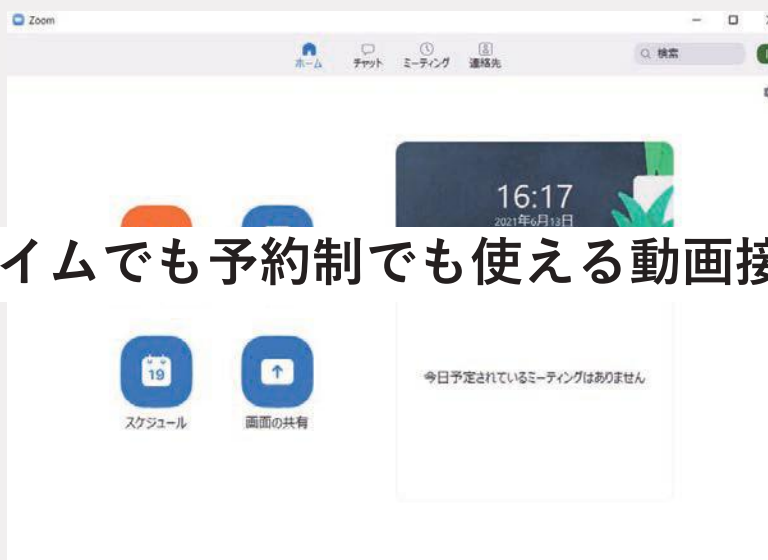 Zoom
ホーム
チャット
ミーティング
連絡先
検索
16:17
2021年6月13日
イムでも予約制でも使える動画接
19
スケジュール
画面の共有
今日予定されているミーティングはありません